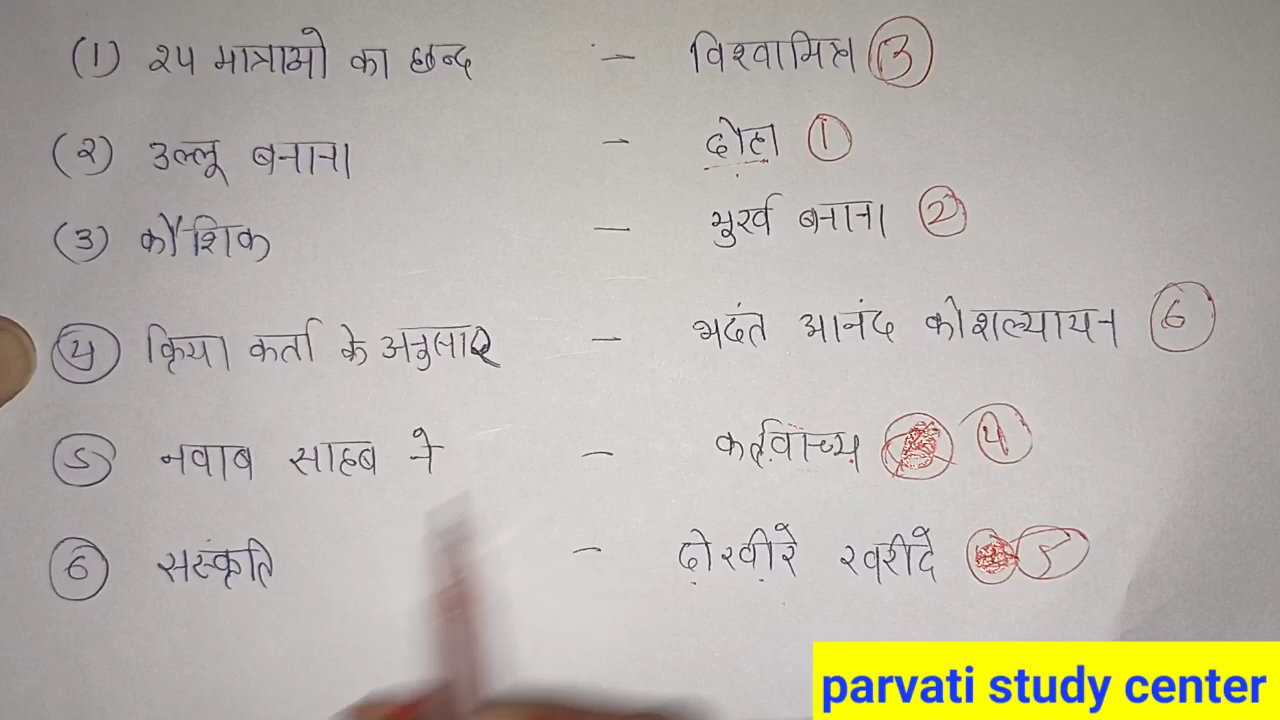 (1) २५ मात्राओ का छन्द - विश्वामित्र ③
(२) उल्लू बनाना - दोहा ①
(3) कौशिक - मुर्ख बनाना ②
④ क्रिया कर्ता के अनुसार - भदंत आनंद कोशल्यायन ⑥
⑤ नवाब साहब ने - कर्तृवाच्य ④
⑥ संस्कृति - दो खीरे खरीदे ⑤
parvati study center